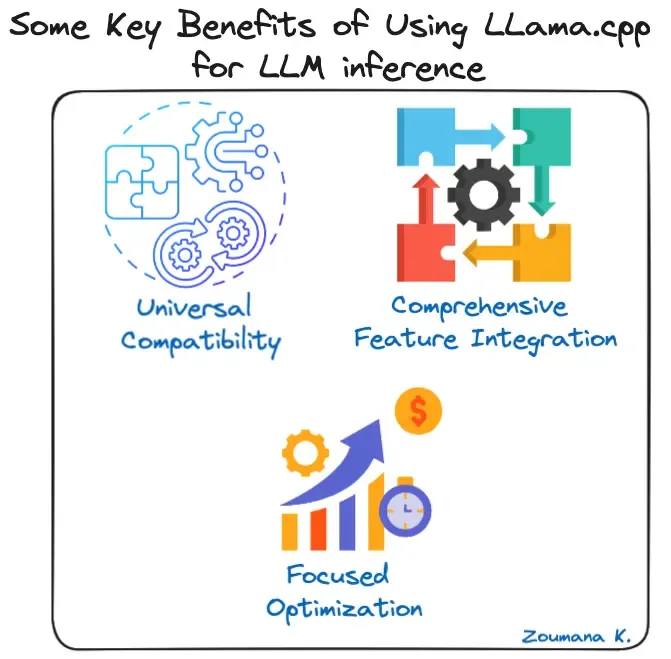 Some Key Benefits of Using LLama.cpp
for LLM inference
Universal
Compatibility
Comprehensive
Feature Integration
$
Focused
Optimization
Zoumana K.